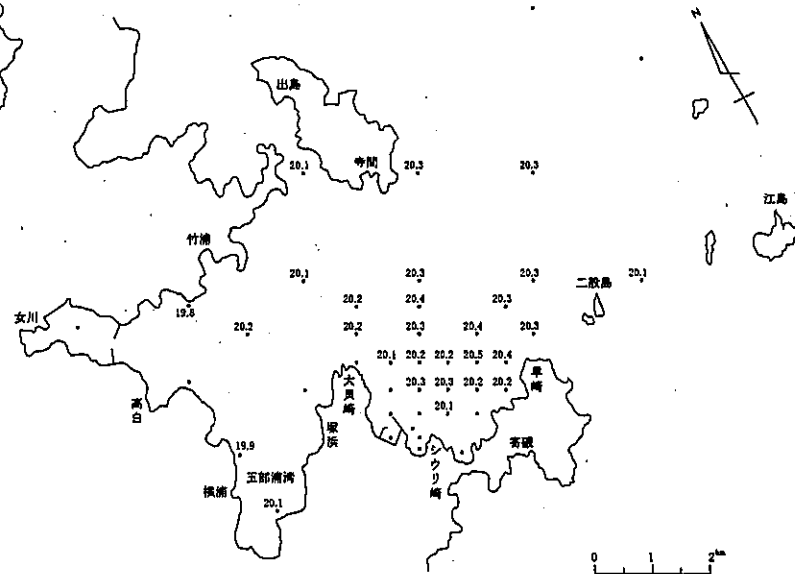 N
出島
寺間
20.1 20.3 20.3
江島
竹浦
20.1 20.3 20.3 二股島 20.1
20.2 20.4 20.3
19.8
女川
20.2 20.2 20.3 20.4 20.3
20.1 20.2 20.2 20.5 20.4
大貝崎
早崎
20.3 20.3 20.2 20.2
高白
20.1
塚浜
寄磯
19.9
シウリ崎
五部浦湾
横浦
20.1
0 1 2km